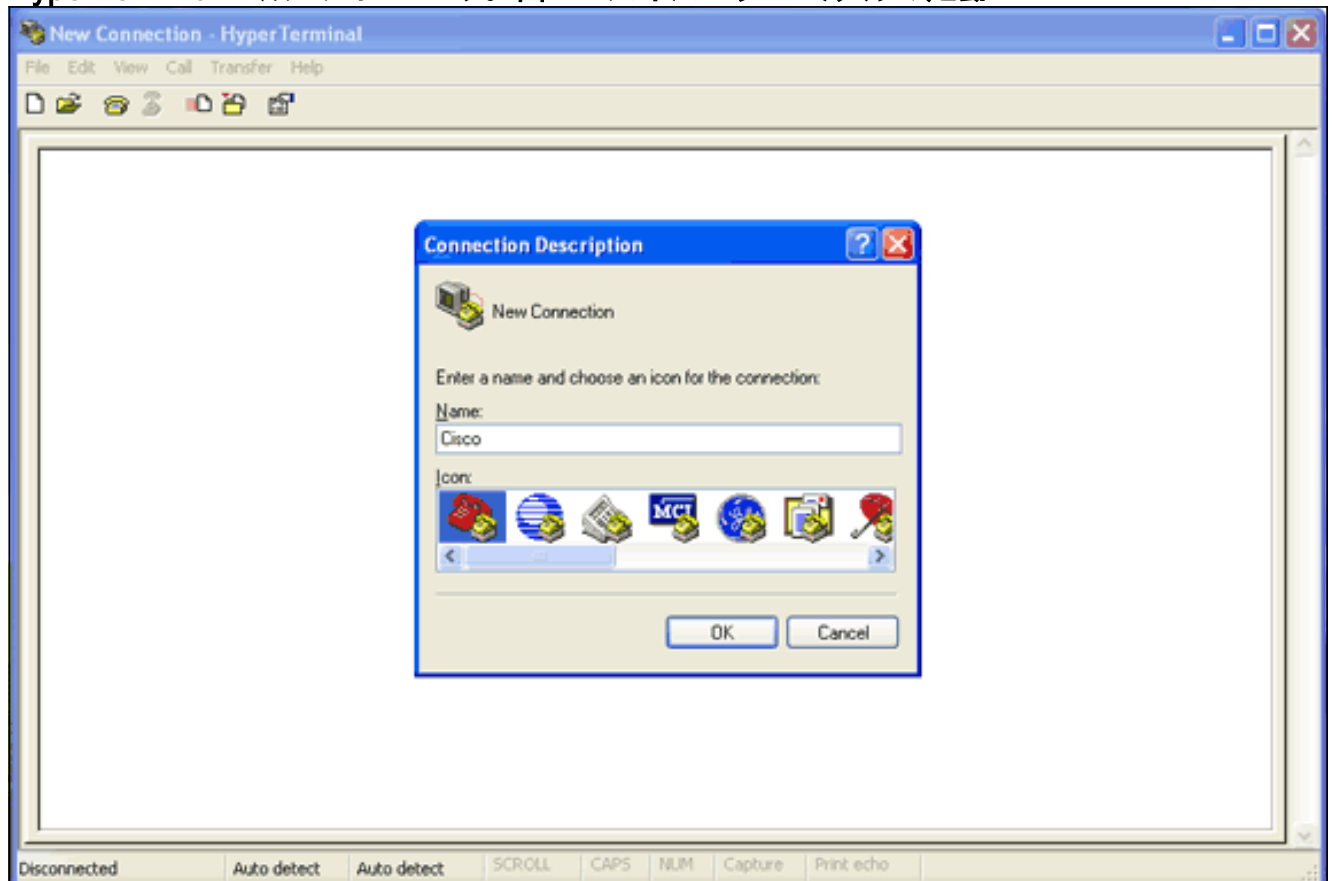 New Connection - HyperTerminal
File Edit View Call Transfer Help
Connection Description
New Connection
Enter a name and choose an icon for the connection:
Name:
Cisco
Icon:
MCI
OK Cancel
Disconnected Auto detect Auto detect SCROLL CAPS NUM Capture Print echo